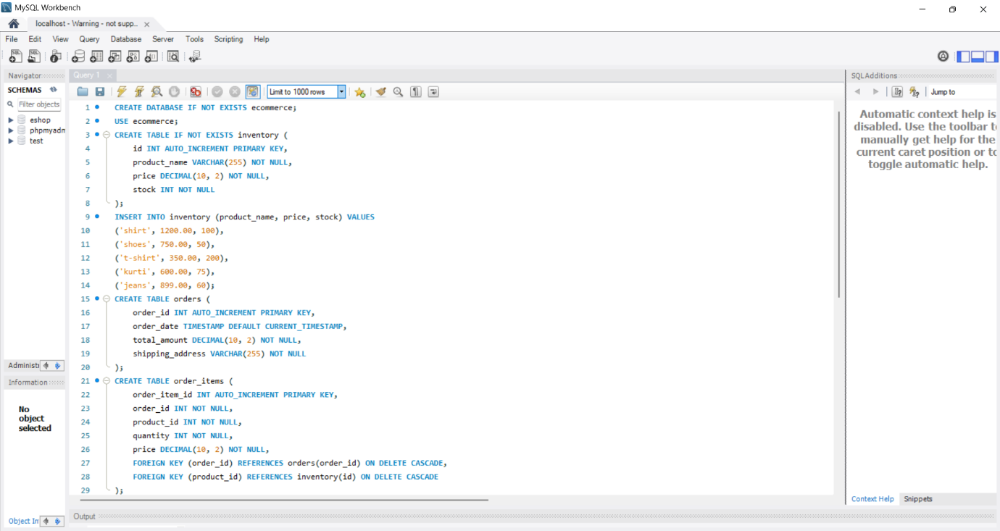 MySQL Workbench
localhost - Warning - not supp...
File Edit View Query Database Server Tools Scripting Help
Navigator
Query 1
SQLAdditions
SCHEMAS
Limit to 1000 rows
Jump to
Filter objects
eshop
phpmyadm
test
Automatic context help is
disabled. Use the toolbar t
manually get help for the
current caret position or to
toggle automatic help.
1 CREATE DATABASE IF NOT EXISTS ecommerce;
2 USE ecommerce;
3 CREATE TABLE IF NOT EXISTS inventory (
4 id INT AUTO_INCREMENT PRIMARY KEY,
5 product_name VARCHAR(255) NOT NULL,
6 price DECIMAL(10, 2) NOT NULL,
7 stock INT NOT NULL
8 );
9 INSERT INTO inventory (product_name, price, stock) VALUES
10 ('shirt', 1200.00, 100),
11 ('shoes', 750.00, 50),
12 ('t-shirt', 350.00, 200),
13 ('kurti', 600.00, 75),
14 ('jeans', 899.00, 60);
15 CREATE TABLE orders (
16 order_id INT AUTO_INCREMENT PRIMARY KEY,
17 order_date TIMESTAMP DEFAULT CURRENT_TIMESTAMP,
18 total_amount DECIMAL(10, 2) NOT NULL,
19 shipping_address VARCHAR(255) NOT NULL
20 );
21 CREATE TABLE order_items (
22 order_item_id INT AUTO_INCREMENT PRIMARY KEY,
23 order_id INT NOT NULL,
24 product_id INT NOT NULL,
25 quantity INT NOT NULL,
26 price DECIMAL(10, 2) NOT NULL,
27 FOREIGN KEY (order_id) REFERENCES orders(order_id) ON DELETE CASCADE,
28 FOREIGN KEY (product_id) REFERENCES inventory(id) ON DELETE CASCADE
29 );
Administr
Information
No
object
selected
Object In
Context Help Snippets
Output